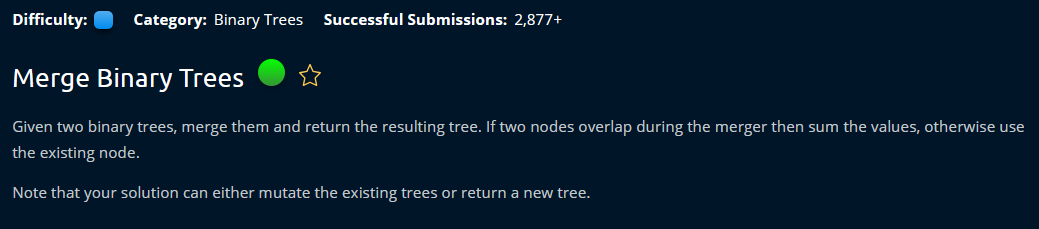 Difficulty: Category: Binary Trees Successful Submissions: 2,877+
Merge Binary Trees
Given two binary trees, merge them and return the resulting tree. If two nodes overlap during the merger then sum the values, otherwise use
the existing node.
Note that your solution can either mutate the existing trees or return a new tree.